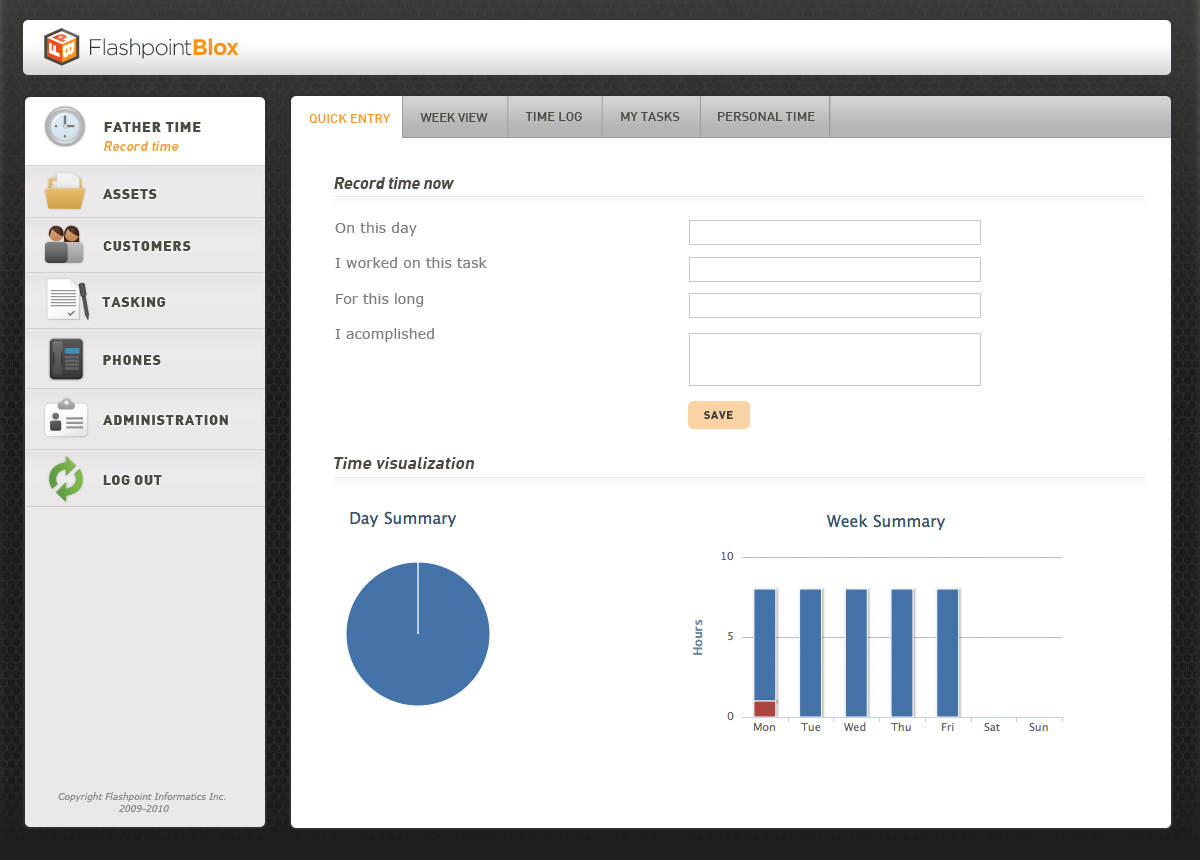 FlashpointBlox
FATHER TIME
Record time
ASSETS
CUSTOMERS
TASKING
PHONES
ADMINISTRATION
LOG OUT
Copyright Flashpoint Informatics Inc.
2009-2010
QUICK ENTRY WEEK VIEW TIME LOG MY TASKS PERSONAL TIME
Record time now
On this day
I worked on this task
For this long
I acomplished
SAVE
Time visualization
Day Summary
Week Summary
10
5
0
Hours
Mon Tue Wed Thu Fri Sat Sun